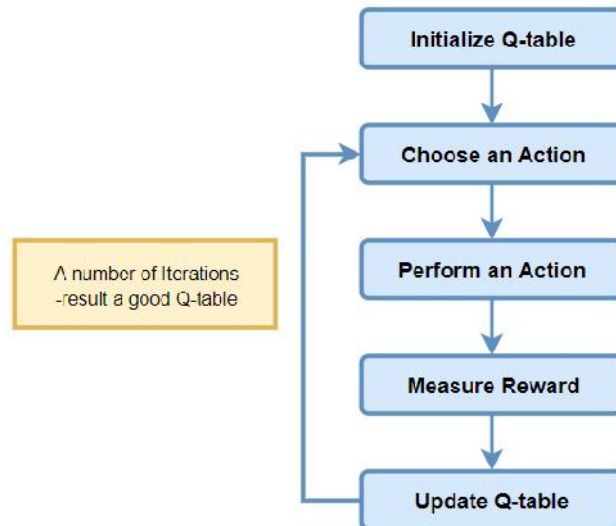 Initialize Q-table
Choose an Action
A number of Iterations
-result a good Q-table
Perform an Action
Measure Reward
Update Q-table